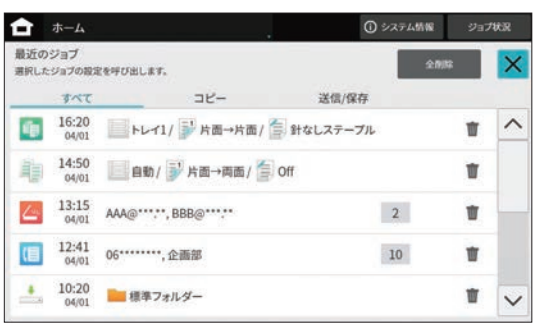 ホーム
システム情報
ジョブ状況
最近のジョブ
選択したジョブの設定を呼び出します。
全削除
すべて
コピー
送信/保存
16:20
04/01
トレイ1/ 片面→片面/ 針なしステープル
14:50
04/01
自動/ 片面→両面/ Off
13:15
04/01
AAA@***.**, BBB@***.**
2
12:41
04/01
06********, 企画部
10
10:20
04/01
標準フォルダー